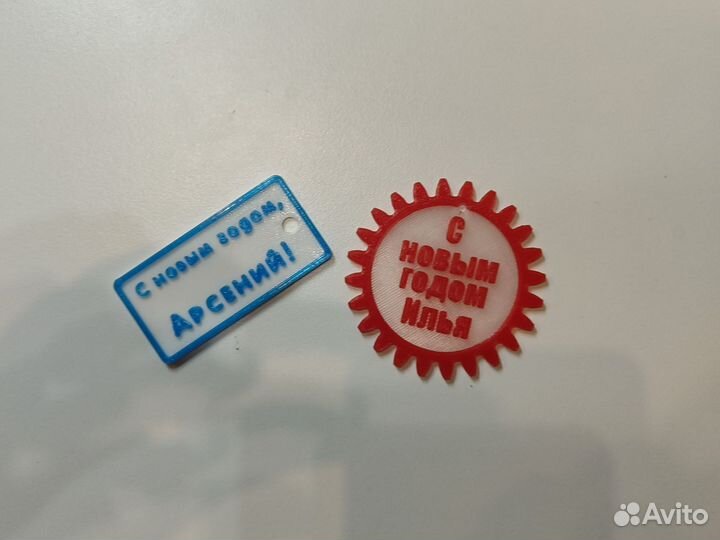 С новым годом,
АРСЕНИЙ!
С
НОВЫМ
ГОДОМ
ИЛЬЯ
Avito